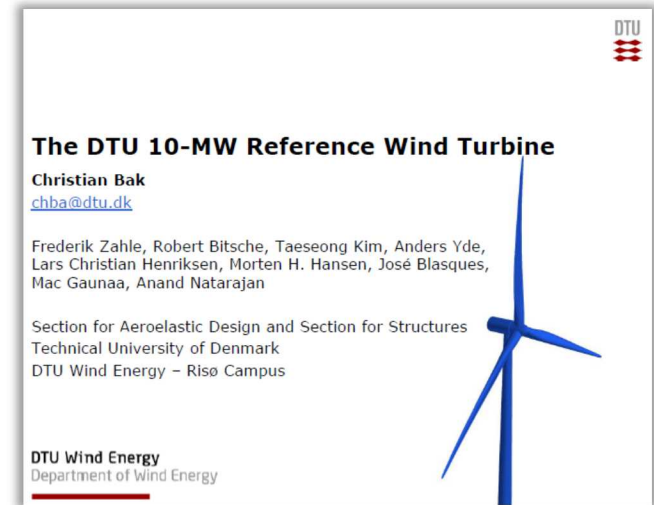 DTU
The DTU 10-MW Reference Wind Turbine
Christian Bak
chba@dtu.dk
Frederik Zahle, Robert Bitsche, Taeseong Kim, Anders Yde,
Lars Christian Henriksen, Morten H. Hansen, José Blasques,
Mac Gaunaa, Anand Natarajan
Section for Aeroelastic Design and Section for Structures
Technical University of Denmark
DTU Wind Energy – Risø Campus
DTU Wind Energy
Department of Wind Energy